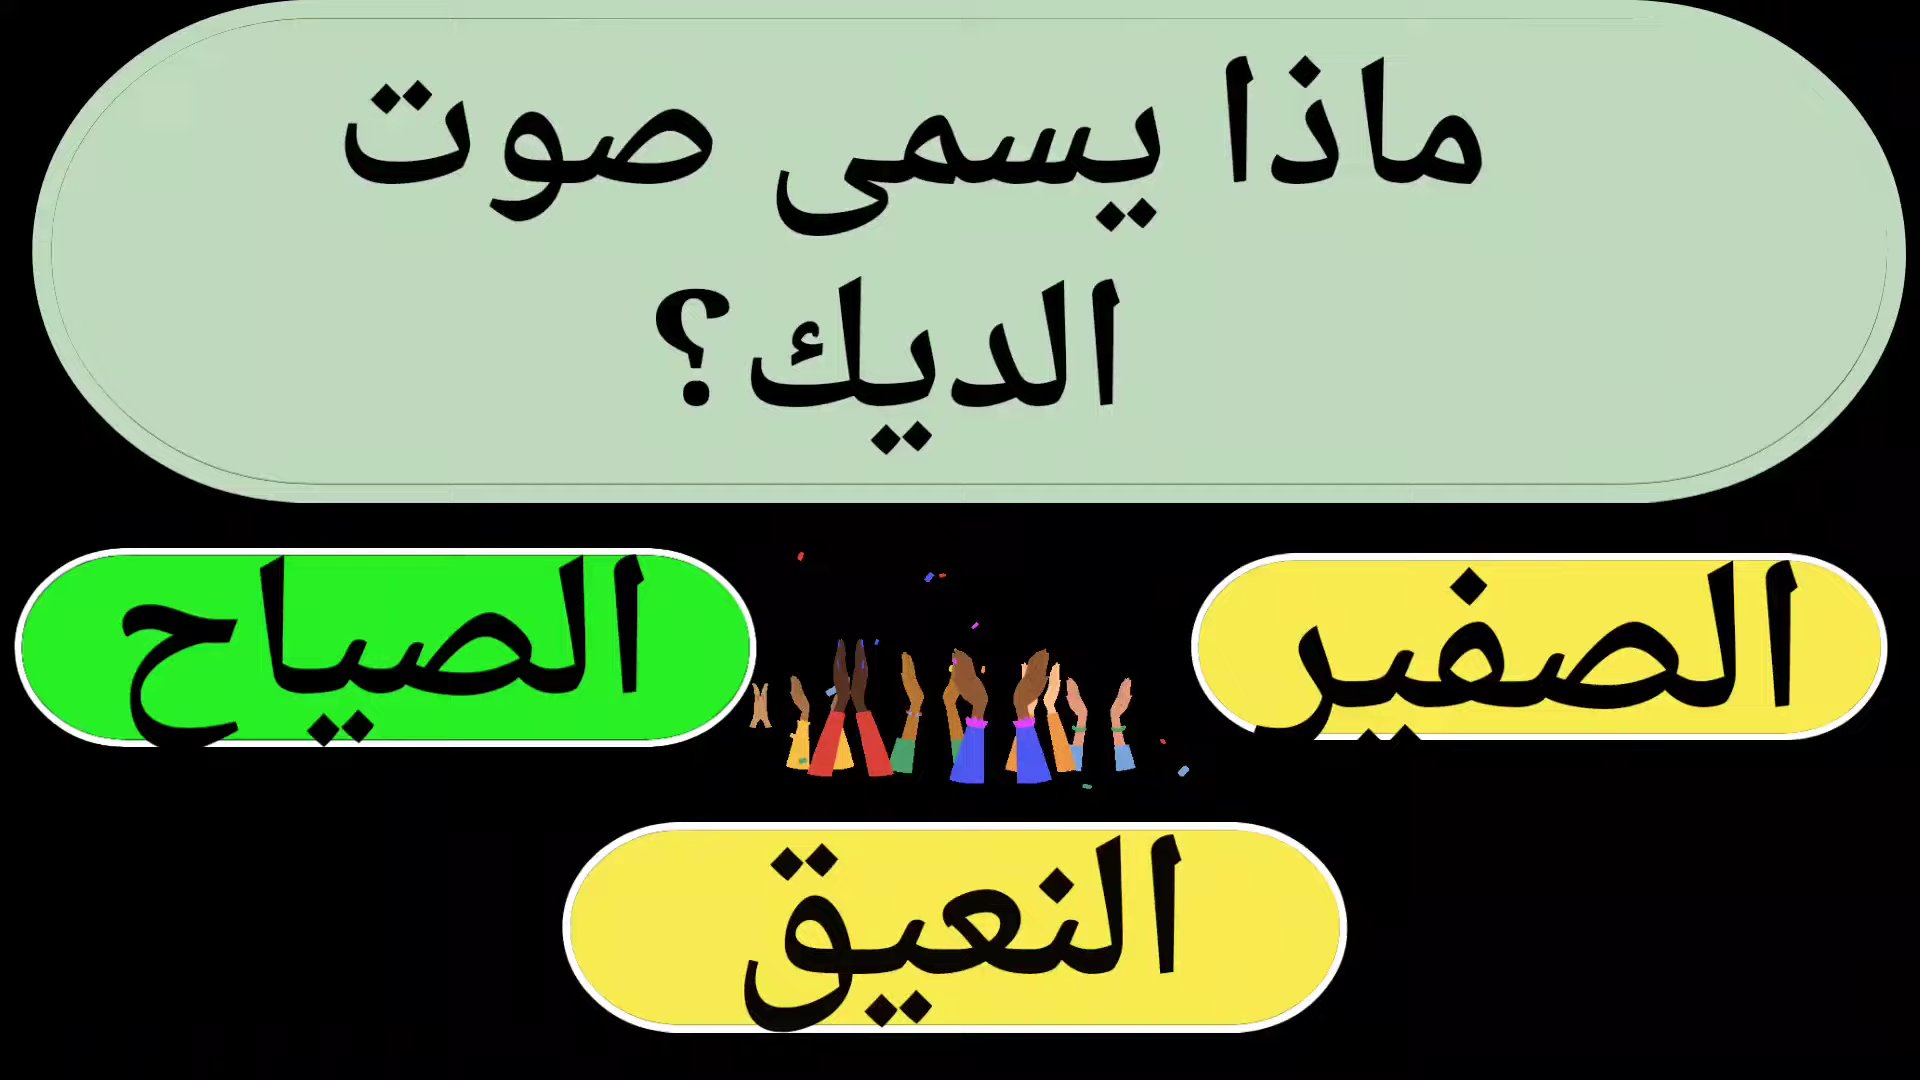 ماذا يسمى صوت
الديك؟
الصفير
الصياح
النعيق